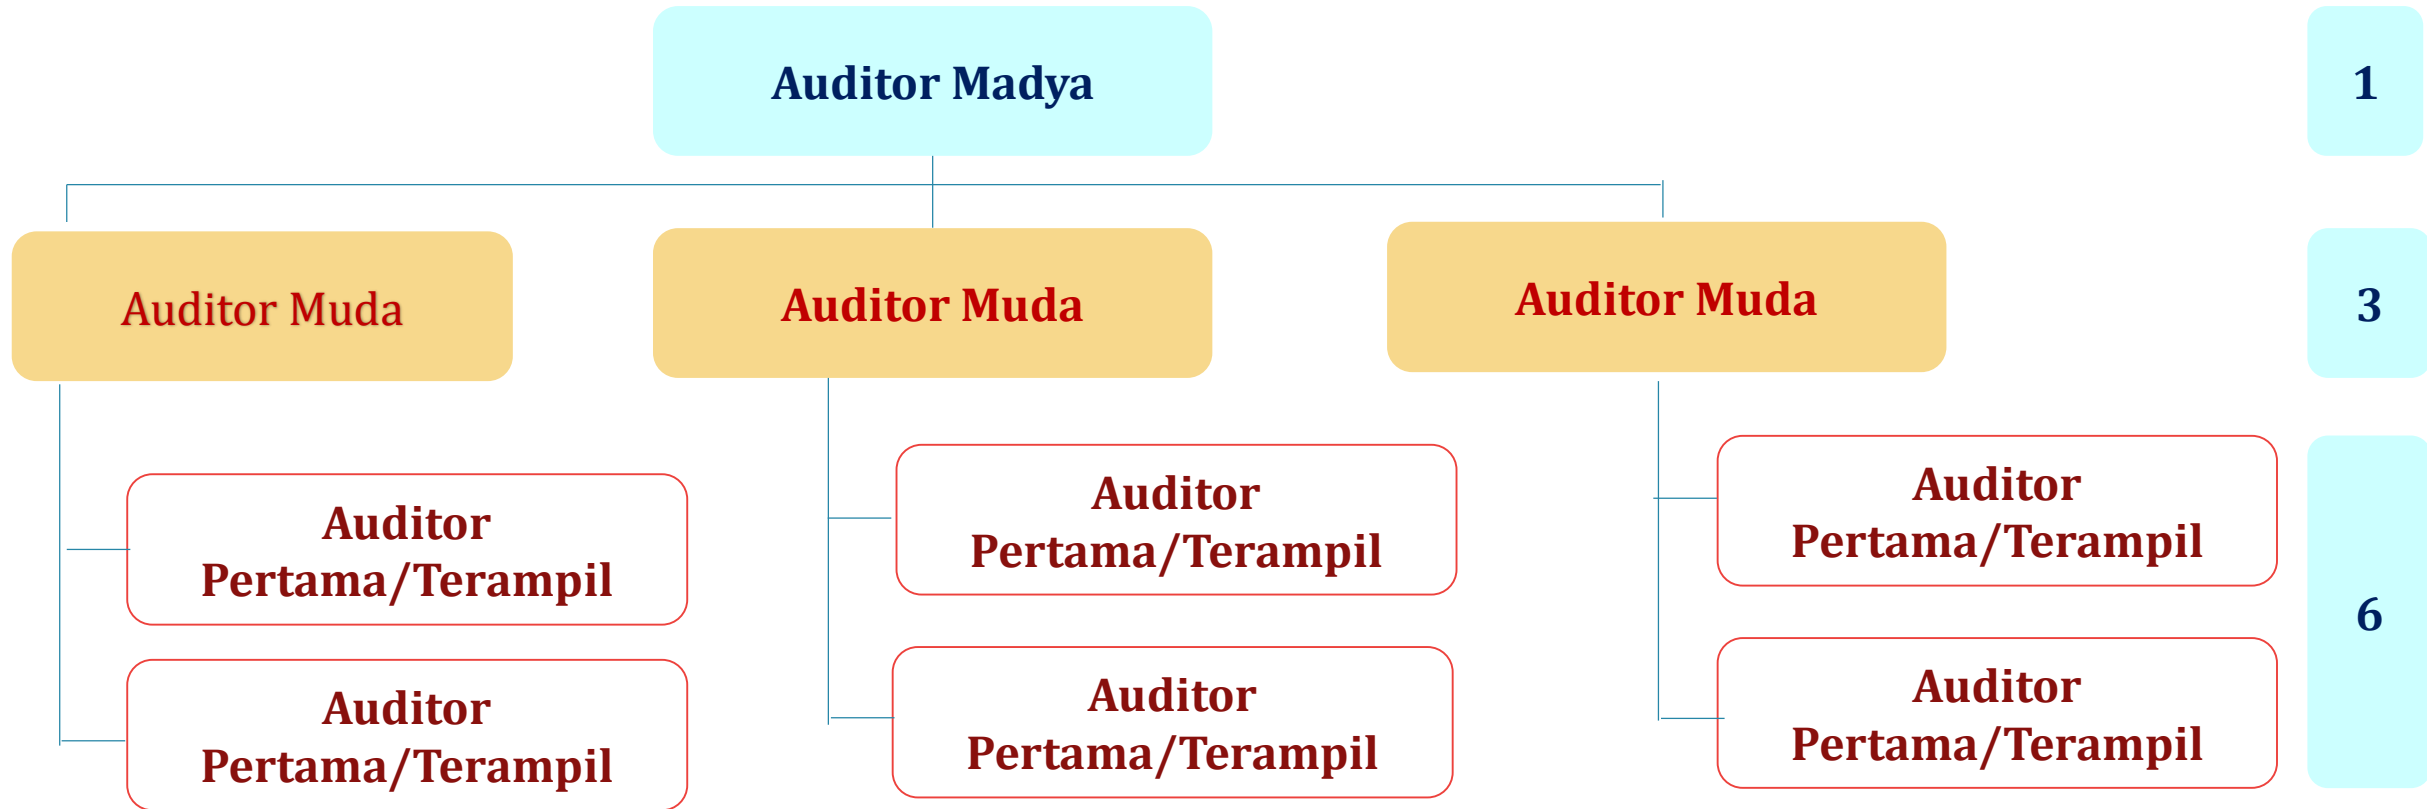 Auditor Madya
1
Auditor Muda
Auditor Muda
Auditor Muda
3
Auditor
Pertama/Terampil
Auditor
Pertama/Terampil
Auditor
Pertama/Terampil
6
Auditor
Pertama/Terampil
Auditor
Pertama/Terampil
Auditor
Pertama/Terampil